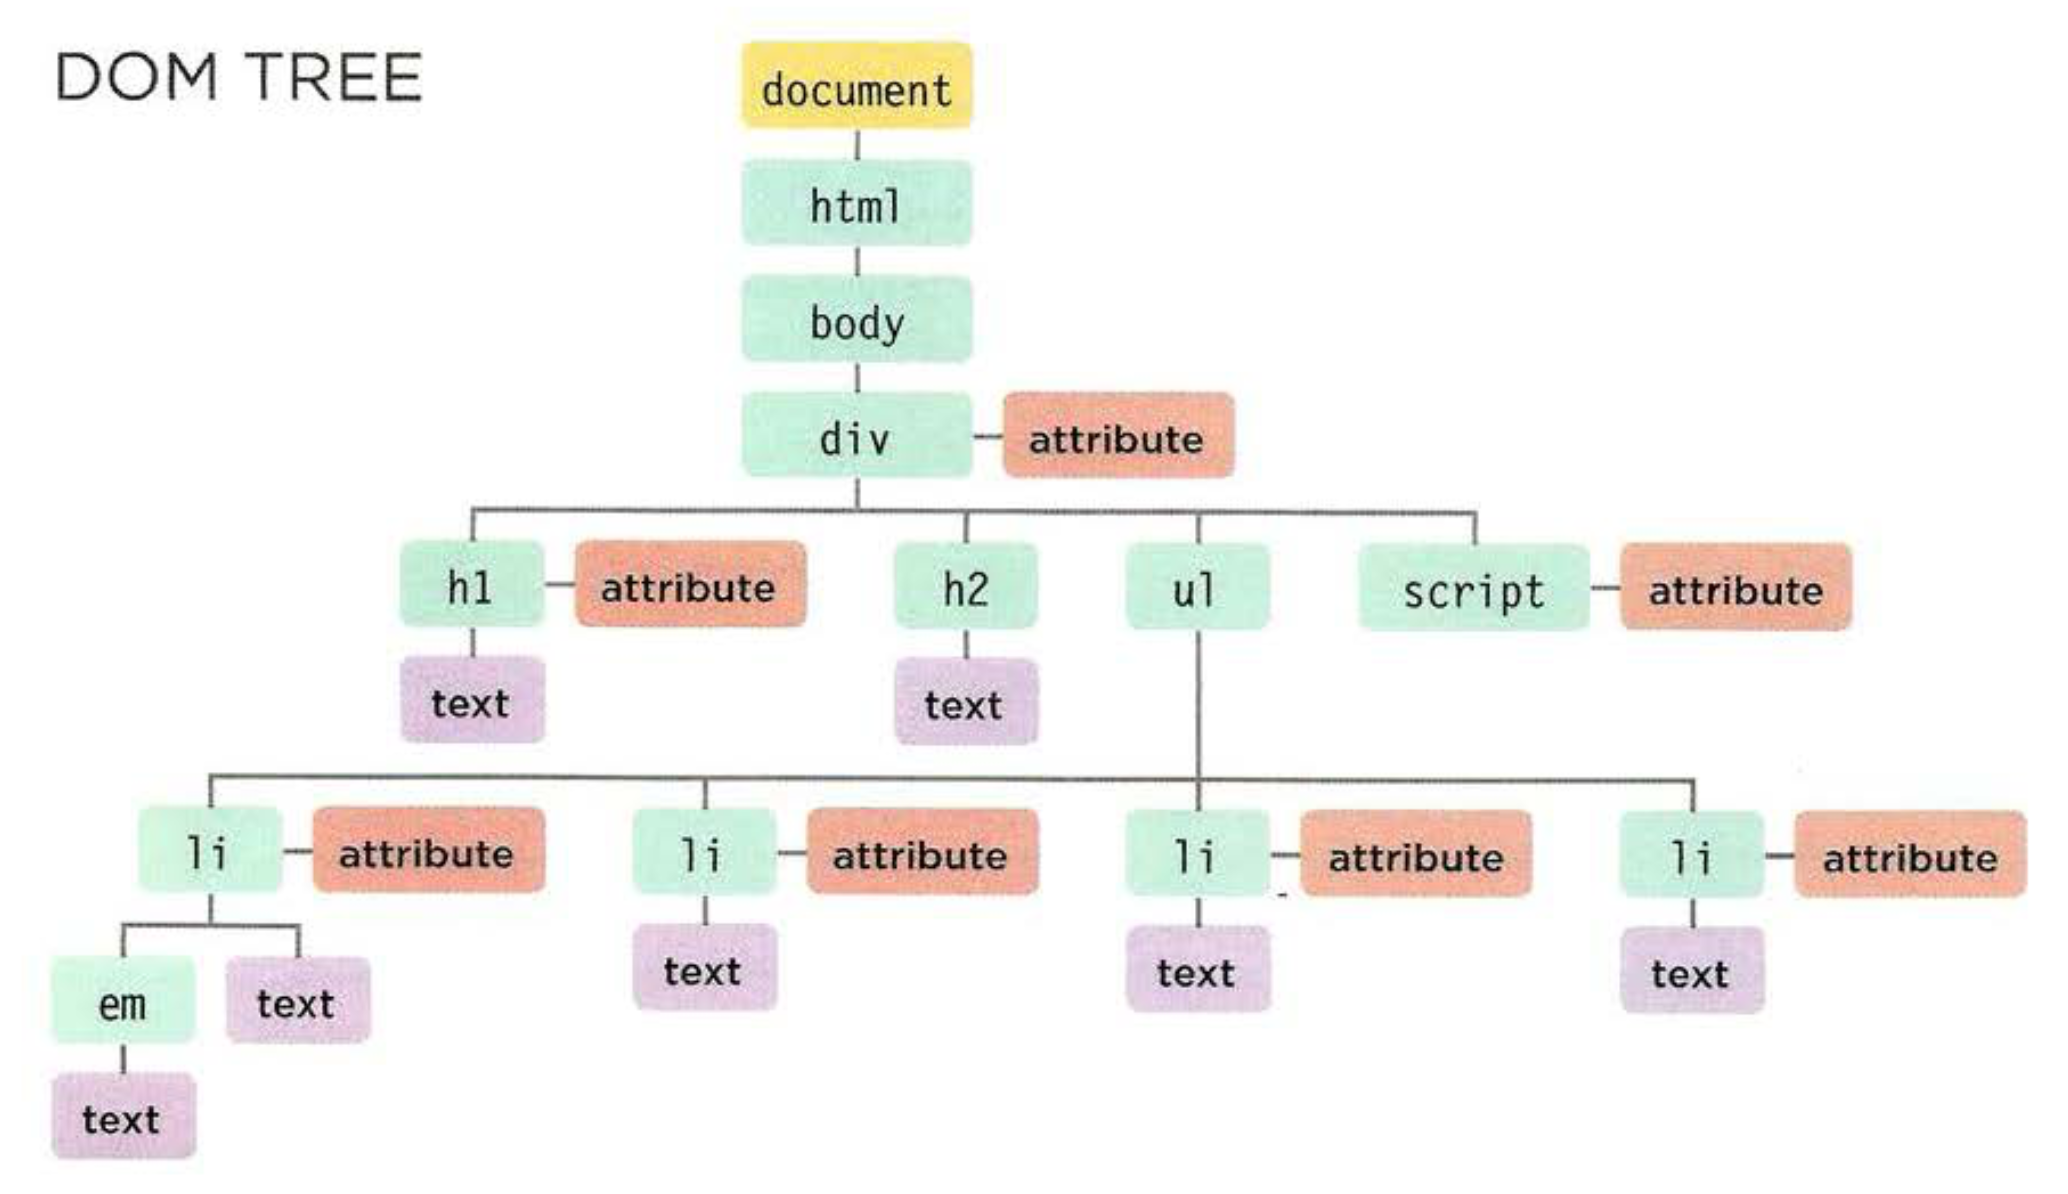 DOM TREE
document
html
body
div attribute
h1 attribute h2 ul script attribute
text text
li attribute li attribute li attribute li attribute
text text text
em text
text